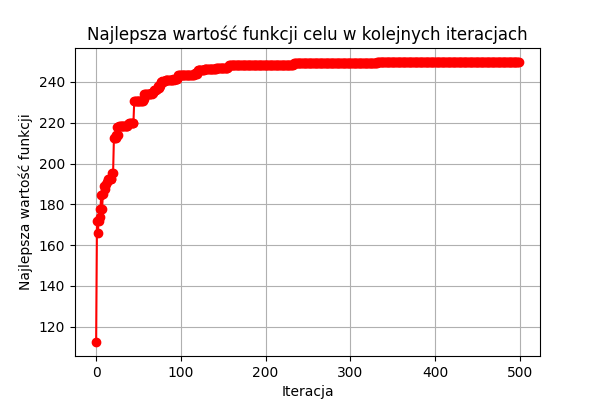 Najlepsza wartość funkcji celu w kolejnych iteracjach
Najlepsza wartość funkcji
240
220
200
180
160
140
120
0 100 200 300 400 500
Iteracja